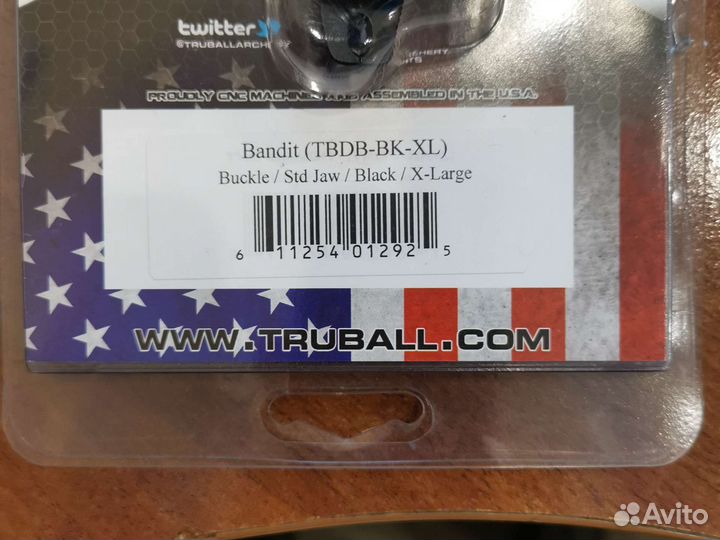 twitter
@TRUBALLARCHERY
PROUDLY CNC MACHINED AND ASSEMBLED IN THE U.S.A.
Bandit (TBDB-BK-XL)
Buckle / Std Jaw / Black / X-Large
6 11254 01292 5
WWW.TRUBALL.COM
Avito